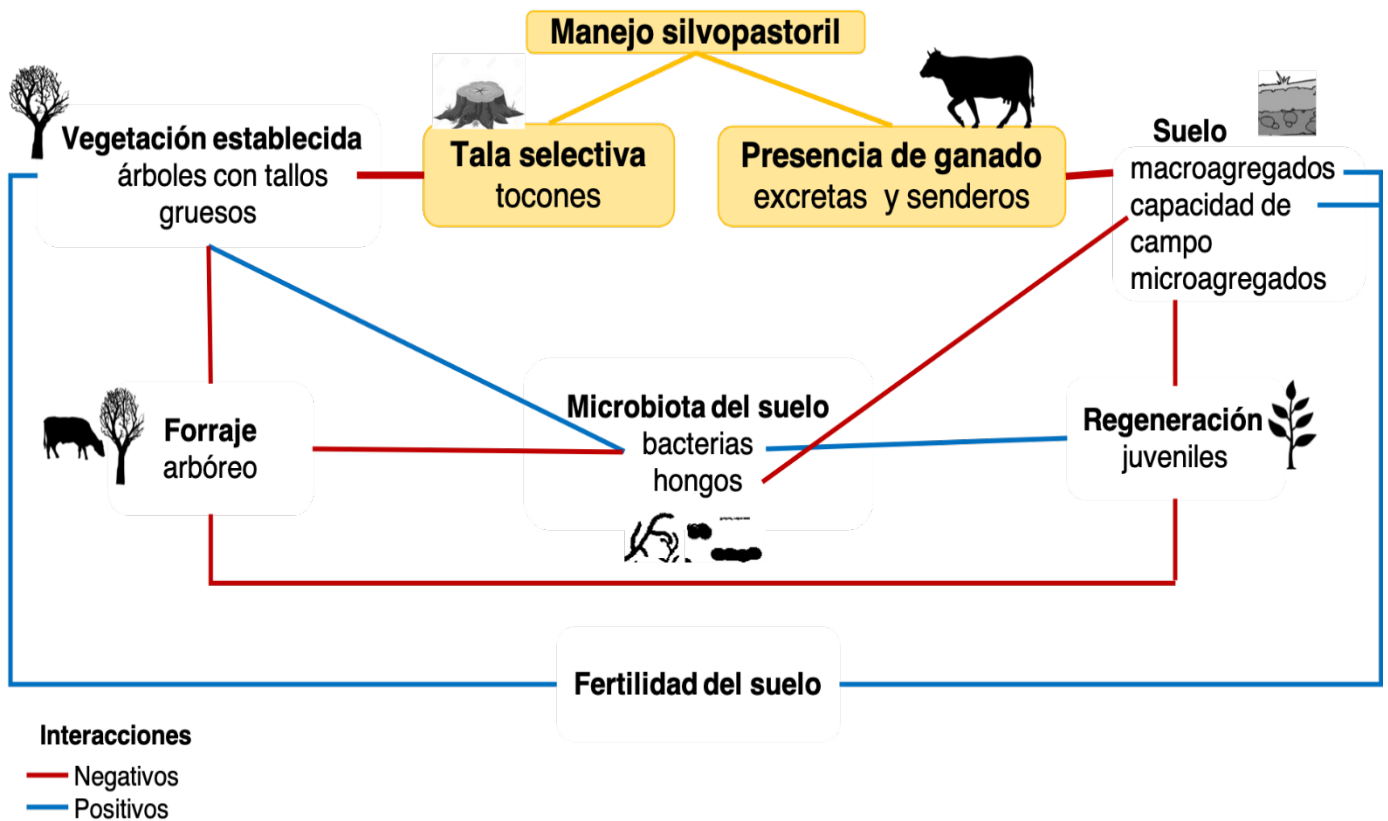 Manejo silvopastoril
Vegetación establecida
árboles con tallos
gruesos
Tala selectiva
tocones
Presencia de ganado
excretas y senderos
Suelo
macroagregados
capacidad de
campo
microagregados
Forraje
arbóreo
Microbiota del suelo
bacterias
hongos
Regeneración
juveniles
Fertilidad del suelo
Interacciones
Negativos
Positivos